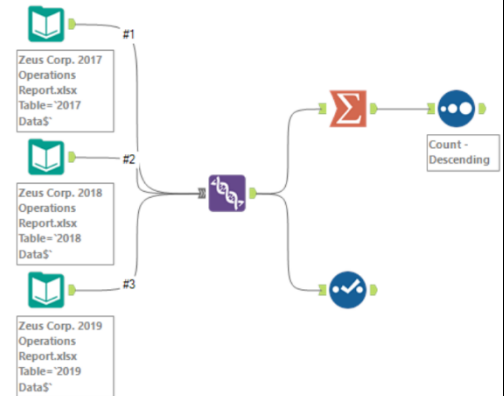 #1
Zeus Corp. 2017
Operations
Report.xlsx
Table=`2017
Data$`
#2
Zeus Corp. 2018
Operations
Report.xlsx
Table=`2018
Data$`
#3
Zeus Corp. 2019
Operations
Report.xlsx
Table=`2019
Data$`
Σ
Count -
Descending